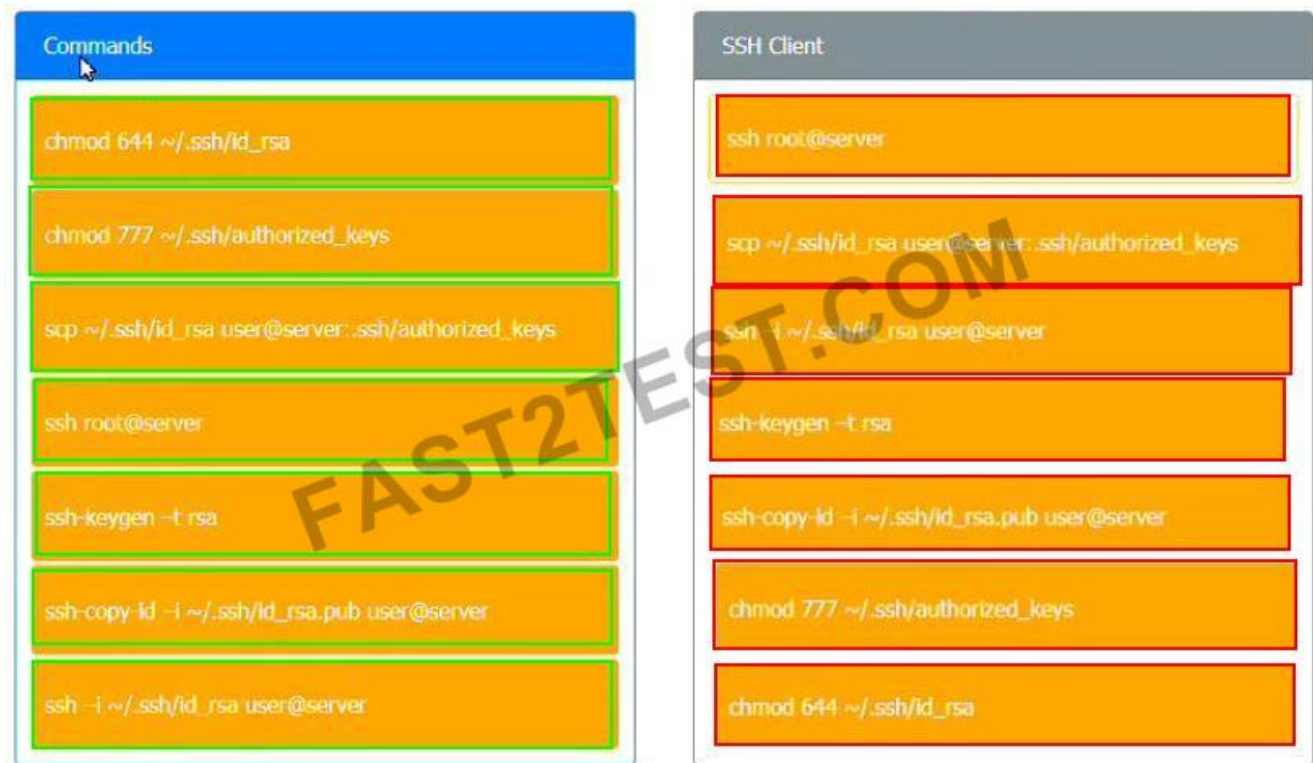 Commands
chmod 644 ~/.ssh/id_rsa
chmod 777 ~/.ssh/authorized_keys
scp ~/.ssh/id_rsa user@server:.ssh/authorized_keys
ssh root@server
ssh-keygen –t rsa
ssh-copy-id –i ~/.ssh/id_rsa.pub user@server
ssh –i ~/.ssh/id_rsa user@server
SSH Client
ssh root@server
scp ~/.ssh/id_rsa user@server:.ssh/authorized_keys
ssh –i ~/.ssh/id_rsa user@server
ssh-keygen –t rsa
ssh-copy-id –i ~/.ssh/id_rsa.pub user@server
chmod 777 ~/.ssh/authorized_keys
chmod 644 ~/.ssh/id_rsa
FAST2TEST.COM